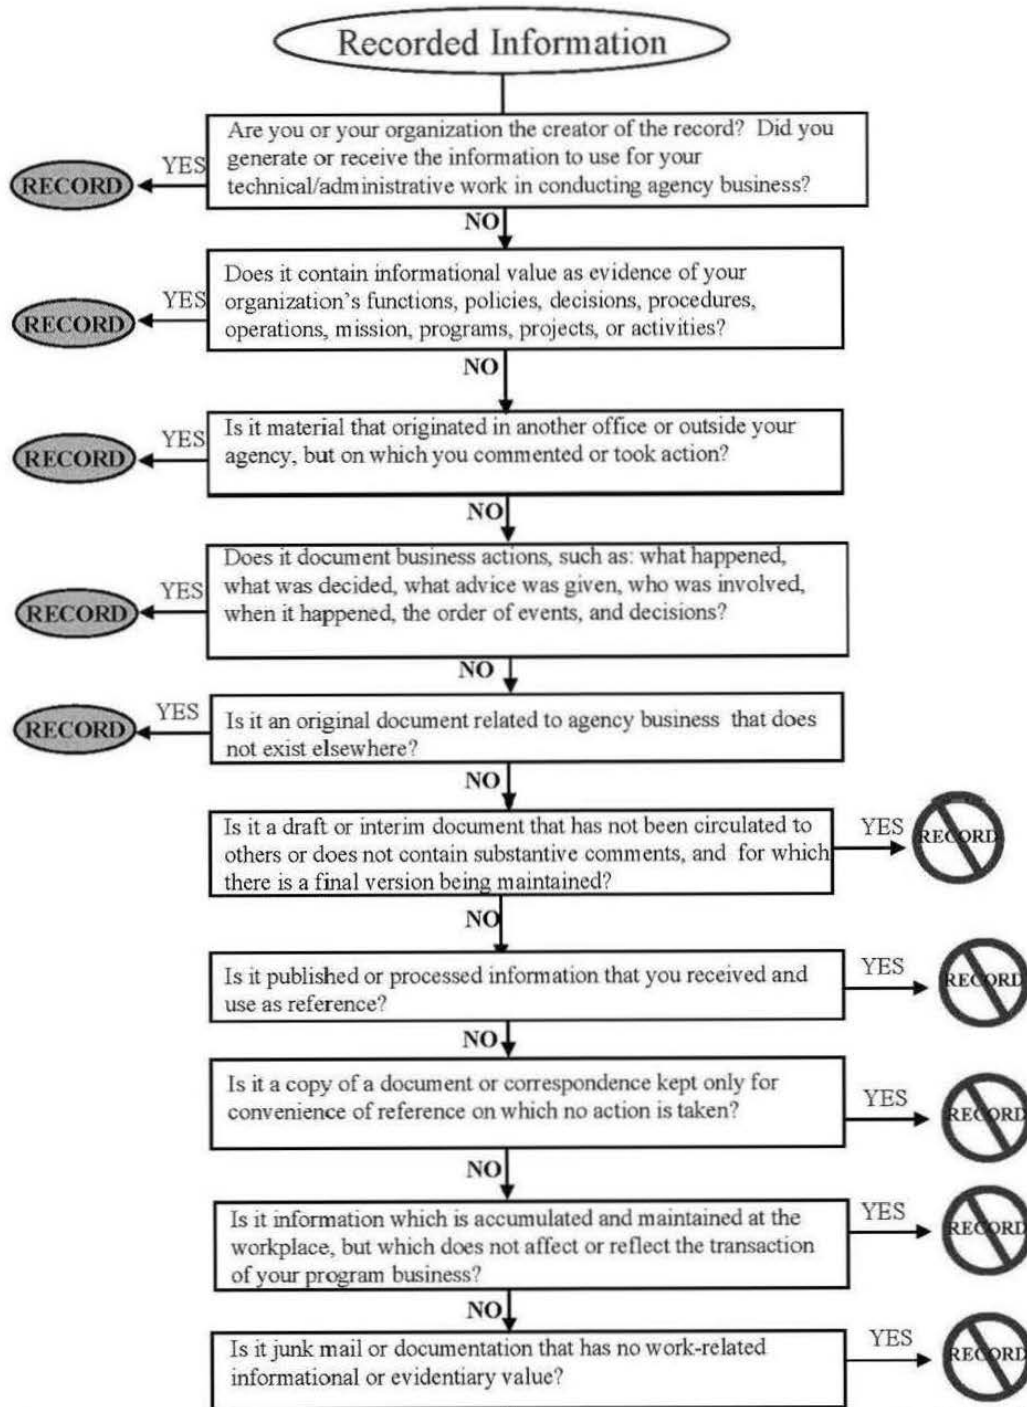 Recorded Information
Are you or your organization the creator of the record? Did you
generate or receive the information to use for your
technical/administrative work in conducting agency business?
YES
RECORD
NO
Does it contain informational value as evidence of your
organization's functions, policies, decisions, procedures,
operations, mission, programs, projects, or activities?
YES
RECORD
NO
Is it material that originated in another office or outside your
agency, but on which you commented or took action?
YES
RECORD
NO
Does it document business actions, such as: what happened,
what was decided, what advice was given, who was involved,
when it happened, the order of events, and decisions?
YES
RECORD
NO
Is it an original document related to agency business that does
not exist elsewhere?
YES
RECORD
NO
Is it a draft or interim document that has not been circulated to
others or does not contain substantive comments, and for which
there is a final version being maintained?
YES
RECORD
NO
Is it published or processed information that you received and
use as reference?
YES
RECORD
NO
Is it a copy of a document or correspondence kept only for
convenience of reference on which no action is taken?
YES
RECORD
NO
Is it information which is accumulated and maintained at the
workplace, but which does not affect or reflect the transaction
of your program business?
YES
RECORD
NO
Is it junk mail or documentation that has no work-related
informational or evidentiary value?
YES
RECORD